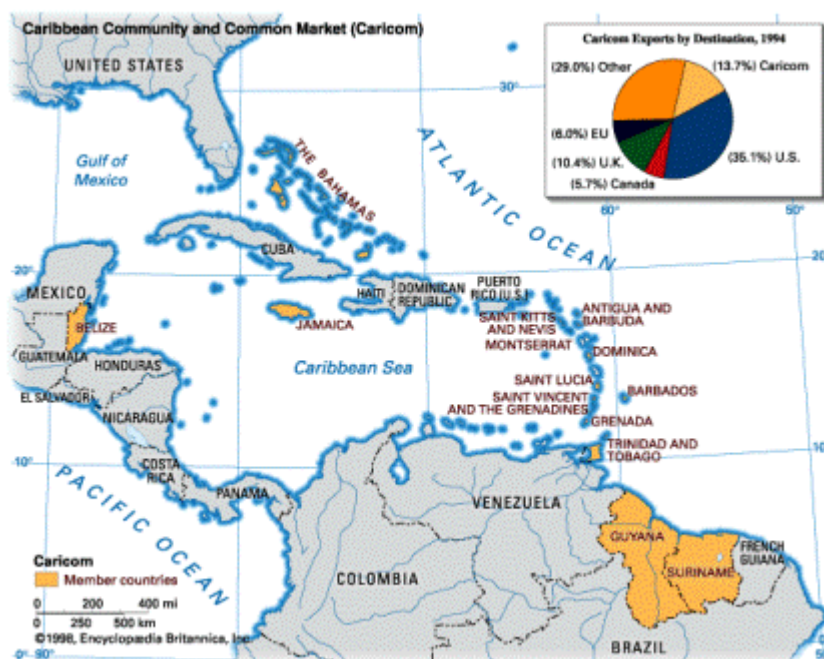 Caribbean Community and Common Market (Caricom)
Caricom Experts by Destination, 1994
(29.0%) Other
(13.7%) Caricom
(6.0%) EU
(10.4%) U.K.
(35.1%) U.S.
(5.7%) Canada
UNITED STATES
30°
Gulf of
Mexico
THE BAHAMAS
ATLANTIC OCEAN
60°
50°
CUBA
20°
MEXICO
HAITI
DOMINICAN
REPUBLIC
PUERTO
RICO (U.S.)
BELIZE
JAMAICA
SAINT KITTS
AND NEVIS
ANTIGUA AND
BARBUDA
MONTSERRAT
GUATEMALA
HONDURAS
Caribbean Sea
DOMINICA
EL SALVADOR
SAINT LUCIA
BARBADOS
NICARAGUA
SAINT VINCENT
AND THE GRENADINES
GRENADA
10°
COSTA
RICA
TRINIDAD AND
TOBAGO
PANAMA
PACIFIC OCEAN
VENEZUELA
GUYANA
SURINAME
FRENCH
GUIANA
COLOMBIA
BRAZIL
Caricom
Member countries
0 200 400 mi
0 250 500 km
©1998, Encyclopædia Britannica, Inc.